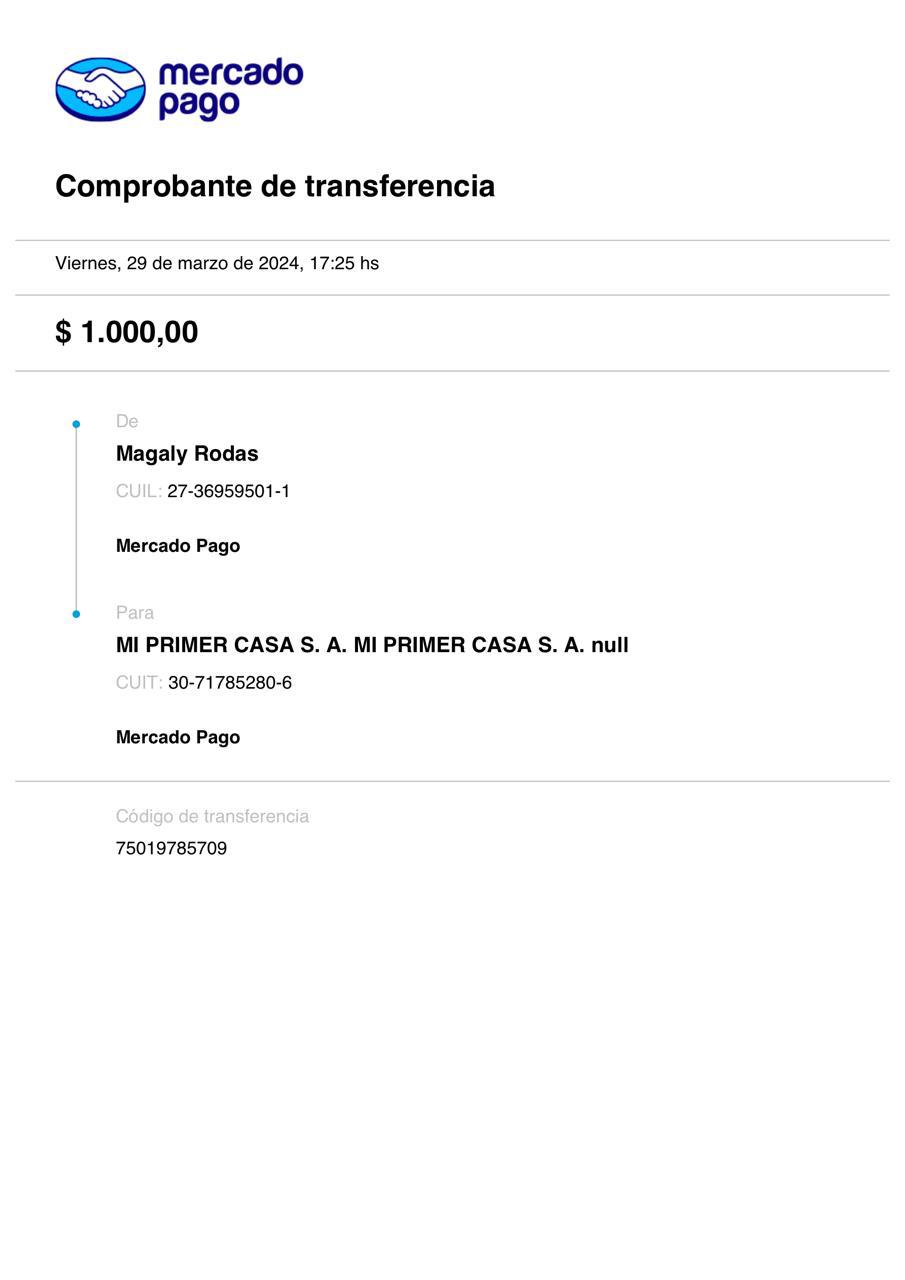 mercado
pago
Comprobante de transferencia
Viernes, 29 de marzo de 2024, 17:25 hs
$ 1.000,00
De
Magaly Rodas
CUIL: 27-36959501-1
Mercado Pago
Para
MI PRIMER CASA S. A. MI PRIMER CASA S. A. null
CUIT: 30-71785280-6
Mercado Pago
Código de transferencia
75019785709